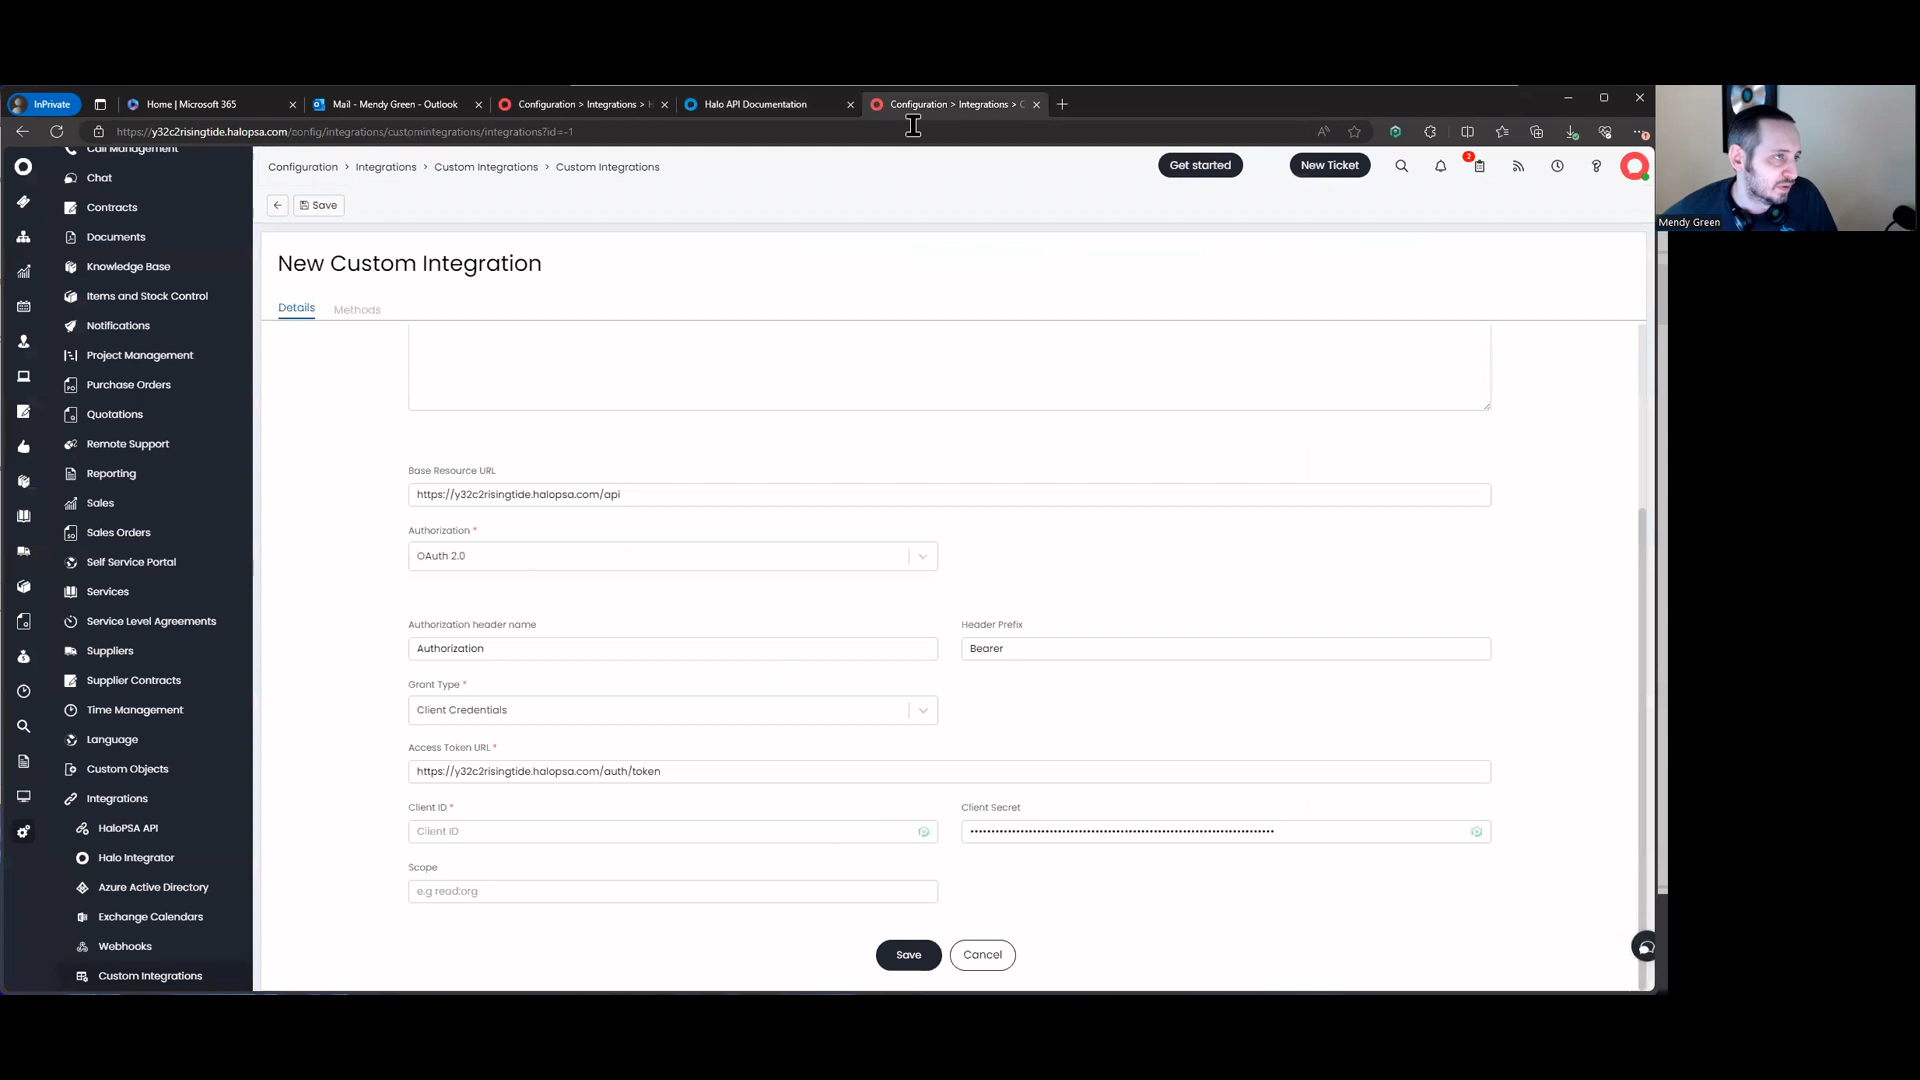 InPrivate
Home | Microsoft 365
Mail - Mendy Green - Outlook
Configuration > Integrations > H
Halo API Documentation
Configuration > Integrations > C
https://y32c2risingtide.halopsa.com/config/integrations/customintegrations/integrations?id=-1
Call Management
Chat
Contracts
Documents
Knowledge Base
Items and Stock Control
Notifications
Project Management
Purchase Orders
Quotations
Remote Support
Reporting
Sales
Sales Orders
Self Service Portal
Services
Service Level Agreements
Suppliers
Supplier Contracts
Time Management
Language
Custom Objects
Integrations
HaloPSA API
Halo Integrator
Azure Active Directory
Exchange Calendars
Webhooks
Custom Integrations
Configuration > Integrations > Custom Integrations > Custom Integrations
Get started
New Ticket
2
Save
New Custom Integration
Details
Methods
Base Resource URL
https://y32c2risingtide.halopsa.com/api
Authorization *
OAuth 2.0
Authorization header name
Header Prefix
Authorization
Bearer
Grant Type *
Client Credentials
Access Token URL *
https://y32c2risingtide.halopsa.com/auth/token
Client ID *
Client Secret
Client ID
Scope
e.g read:org
Save
Cancel
Mendy Green